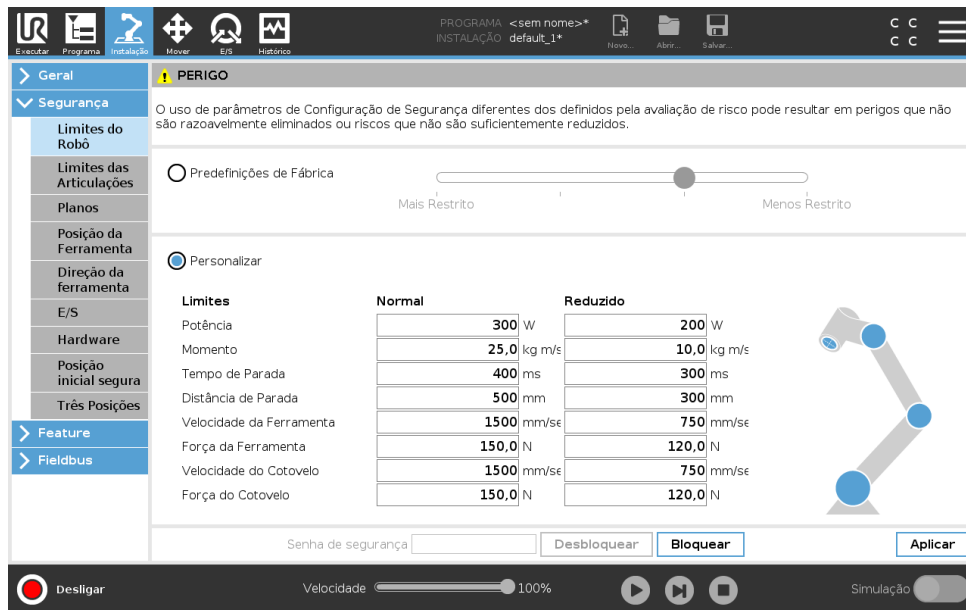 UR
PROGRAMA <sem nome>*
INSTALAÇÃO default_1*
C C
C C
Executar Programa Instalação Mover E/S Histórico Novo... Abrir... Salvar...
Geral
Segurança
Limites do
Robô
Limites das
Articulações
Planos
Posição da
Ferramenta
Direção da
ferramenta
E/S
Hardware
Posição
inicial segura
Três Posições
Feature
Fieldbus
PERIGO
O uso de parâmetros de Configuração de Segurança diferentes dos definidos pela avaliação de risco pode resultar em perigos que não
são razoavelmente eliminados ou riscos que não são suficientemente reduzidos.
Predefinições de Fábrica
Mais Restrito Menos Restrito
Personalizar
Limites Normal Reduzido
Potência 300 W 200 W
Momento 25,0 kg m/s 10,0 kg m/s
Tempo de Parada 400 ms 300 ms
Distância de Parada 500 mm 300 mm
Velocidade da Ferramenta 1500 mm/se 750 mm/se
Força da Ferramenta 150,0 N 120,0 N
Velocidade do Cotovelo 1500 mm/se 750 mm/se
Força do Cotovelo 150,0 N 120,0 N
Senha de segurança Desbloquear Bloquear Aplicar
Desligar Velocidade 100% Simulação